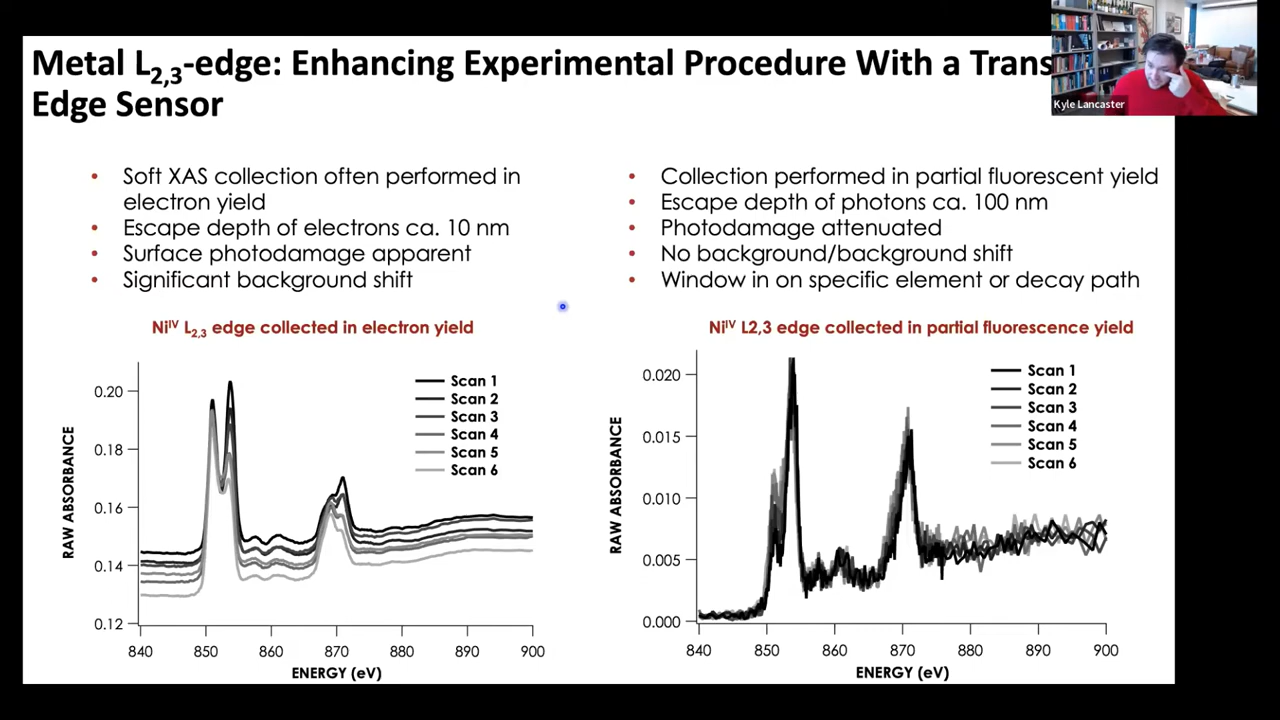 Metal L2,3-edge: Enhancing Experimental Procedure With a Trans
Edge Sensor
Kyle Lancaster
• Soft XAS collection often performed in
electron yield
• Escape depth of electrons ca. 10 nm
• Surface photodamage apparent
• Significant background shift
• Collection performed in partial fluorescent yield
• Escape depth of photons ca. 100 nm
• Photodamage attenuated
• No background/background shift
• Window in on specific element or decay path
NiIV L2,3 edge collected in electron yield
0.20
0.18
0.16
0.14
0.12
RAW ABSORBANCE
Scan 1
Scan 2
Scan 3
Scan 4
Scan 5
Scan 6
840 850 860 870 880 890 900
ENERGY (eV)
NiIV L2,3 edge collected in partial fluorescence yield
0.020
0.015
0.010
0.005
0.000
RAW ABSORBANCE
Scan 1
Scan 2
Scan 3
Scan 4
Scan 5
Scan 6
840 850 860 870 880 890 900
ENERGY (eV)